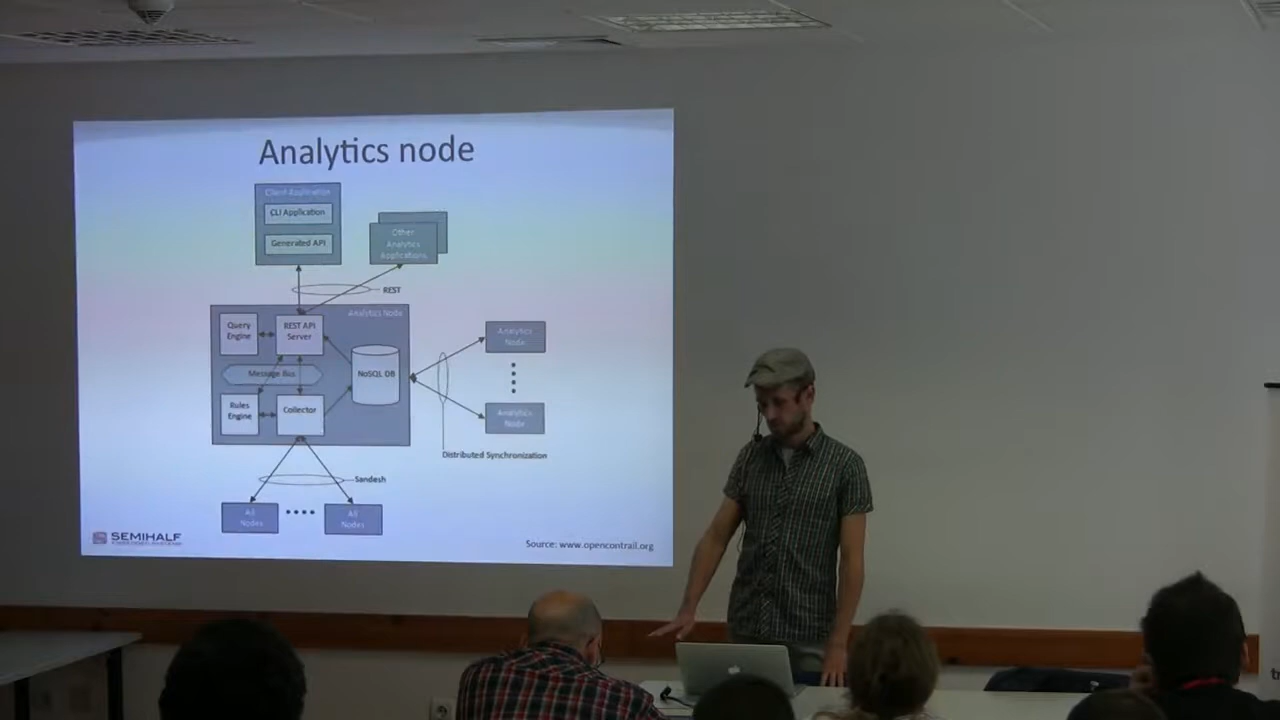 Analytics node
Client Application
CLI Application
Generated API
Other
Analytics
Applications
REST
Analytics Node
Query
Engine
REST API
Server
Message Bus
NoSQL DB
Rules
Engine
Collector
Analytics
Node
Analytics
Node
Distributed Synchronization
Sandesh
All
Nodes
All
Nodes
SEMIHALF
Source: www.opencontrail.org